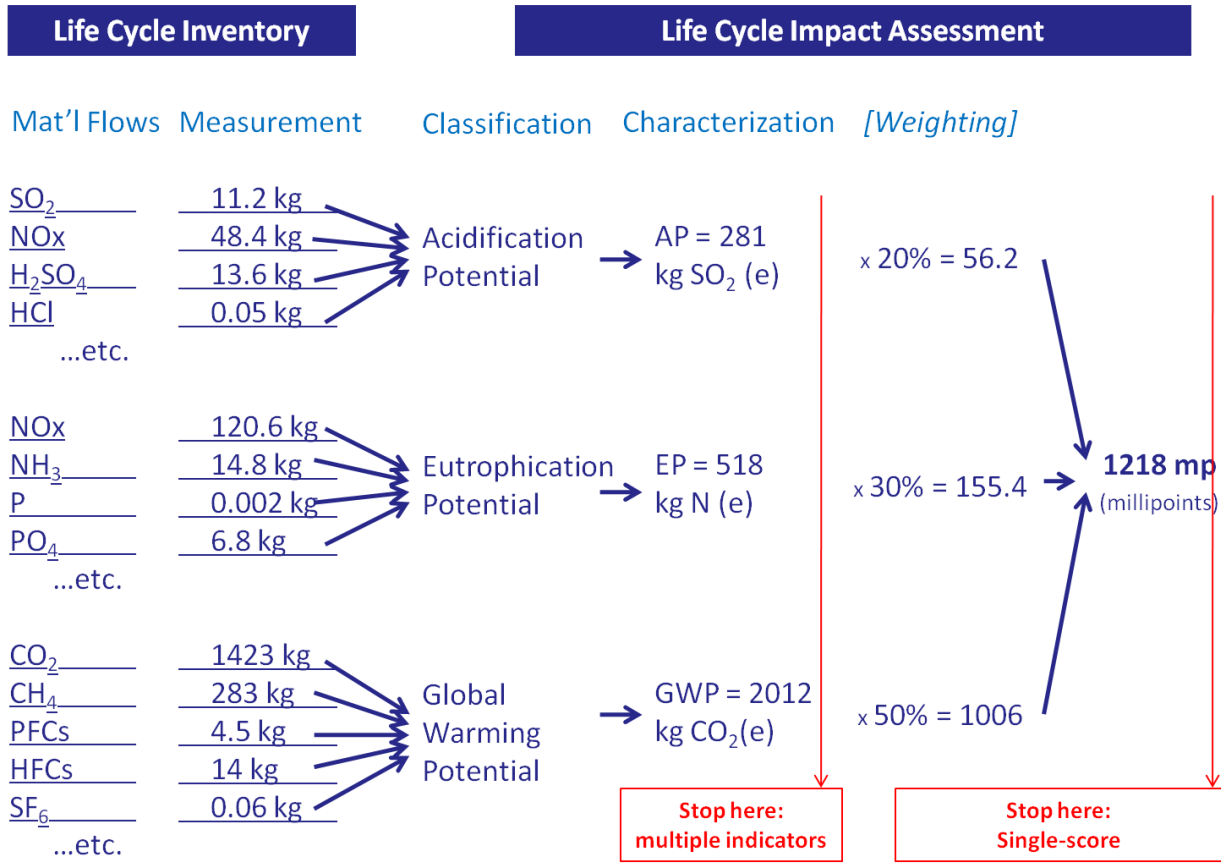 Life Cycle Inventory
Life Cycle Impact Assessment
Mat'l Flows Measurement Classification Characterization [Weighting]
SO₂ 11.2 kg
NOx 48.4 kg
H₂SO₄ 13.6 kg
HCl 0.05 kg
...etc.
Acidification
Potential
AP = 281
kg SO₂ (e)
x 20% = 56.2
NOx 120.6 kg
NH₃ 14.8 kg
P 0.002 kg
PO₄ 6.8 kg
...etc.
Eutrophication
Potential
EP = 518
kg N (e)
x 30% = 155.4
1218 mp
(millipoints)
CO₂ 1423 kg
CH₄ 283 kg
PFCs 4.5 kg
HFCs 14 kg
SF₆ 0.06 kg
...etc.
Global
Warming
Potential
GWP = 2012
kg CO₂(e)
x 50% = 1006
Stop here:
multiple indicators
Stop here:
Single-score